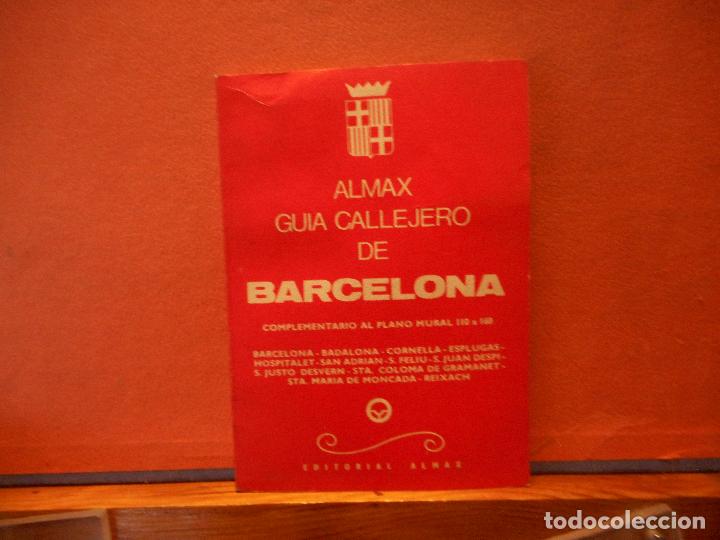 ALMAX
GUIA CALLEJERO
DE
BARCELONA
COMPLEMENTARIO AL PLANO MURAL 110 x 160
BARCELONA - BADALONA - CORNELLA - ESPLUGAS-
HOSPITALET - SAN ADRIAN - S. FELIU - S. JUAN DESPI -
S. JUSTO DESVERN - STA. COLOMA DE GRAMANET -
STA. MARIA DE MONCADA - REIXACH
EDITORIAL ALMAX
todocoleccion